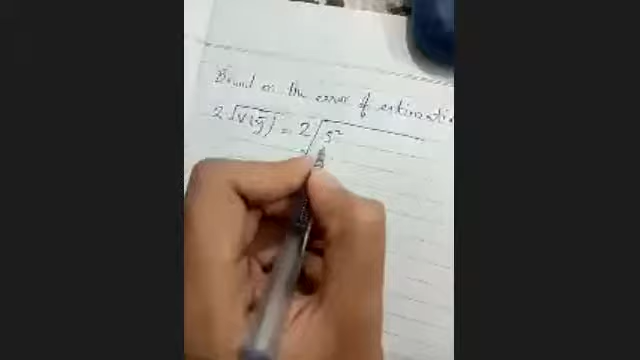 Bound on the error of estimation
2√V(ȳ) = 2√s²